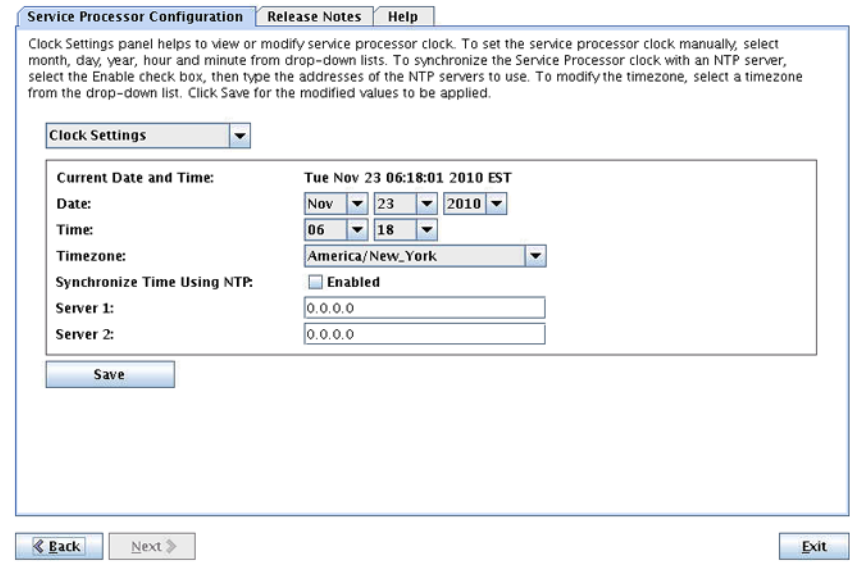 Service Processor Configuration Release Notes Help
Clock Settings panel helps to view or modify service processor clock. To set the service processor clock manually, select
month, day, year, hour and minute from drop-down lists. To synchronize the Service Processor clock with an NTP server,
select the Enable check box, then type the addresses of the NTP servers to use. To modify the timezone, select a timezone
from the drop-down list. Click Save for the modified values to be applied.
Clock Settings
Current Date and Time: Tue Nov 23 06:18:01 2010 EST
Date: Nov 23 2010
Time: 06 18
Timezone: America/New_York
Synchronize Time Using NTP: Enabled
Server 1: 0.0.0.0
Server 2: 0.0.0.0
Save
Back Next Exit